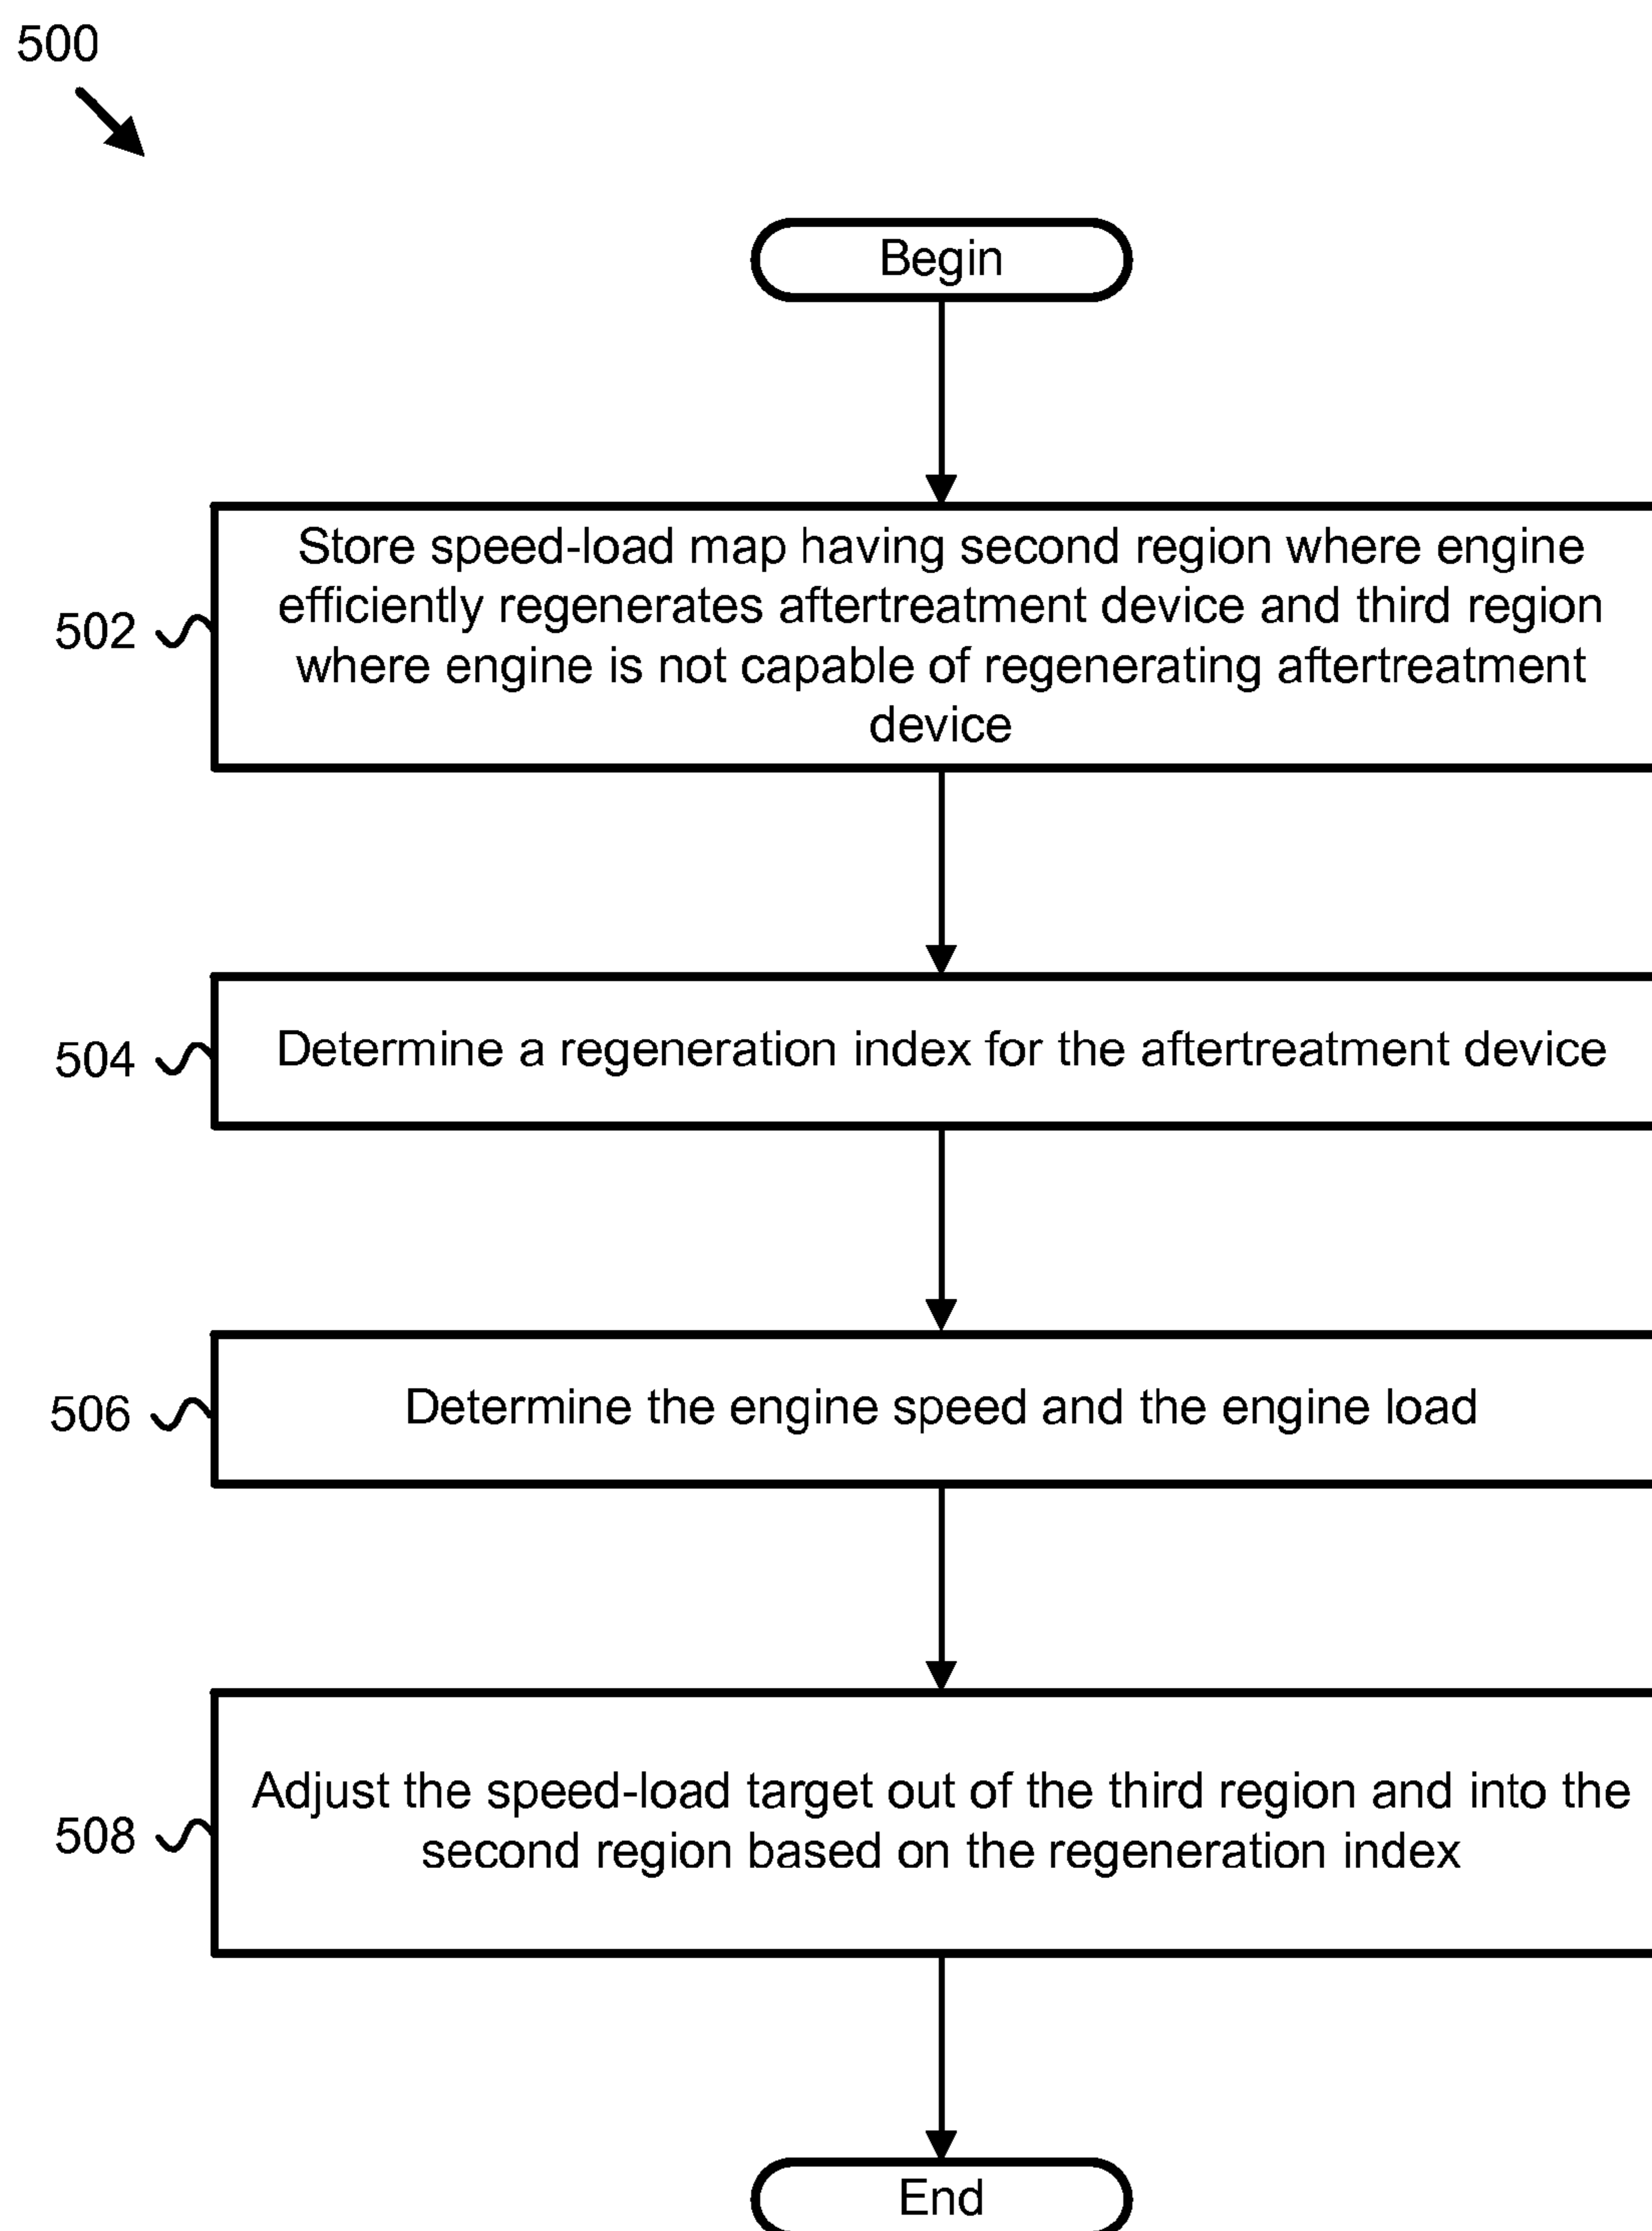 500
Begin
Store speed-load map having second region where engine
efficiently regenerates aftertreatment device and third region
where engine is not capable of regenerating aftertreatment
device
502
Determine a regeneration index for the aftertreatment device
504
Determine the engine speed and the engine load
506
Adjust the speed-load target out of the third region and into the
second region based on the regeneration index
508
End